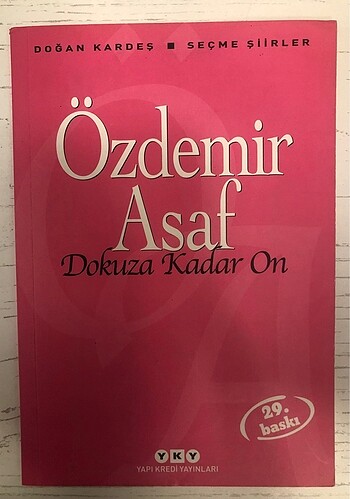 DOĞAN KARDEŞ ■ SEÇME ŞİİRLER
Özdemir
Asaf
Dokuza Kadar On
29.
baskı
YKY
YAPI KREDİ YAYINLARI